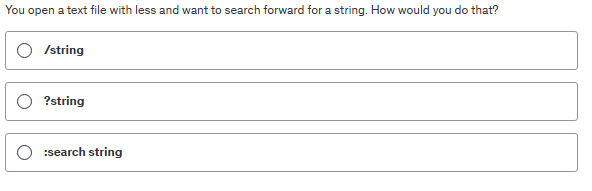 You open a text file with less and want to search forward for a string. How would you do that?
/string
?string
:search string